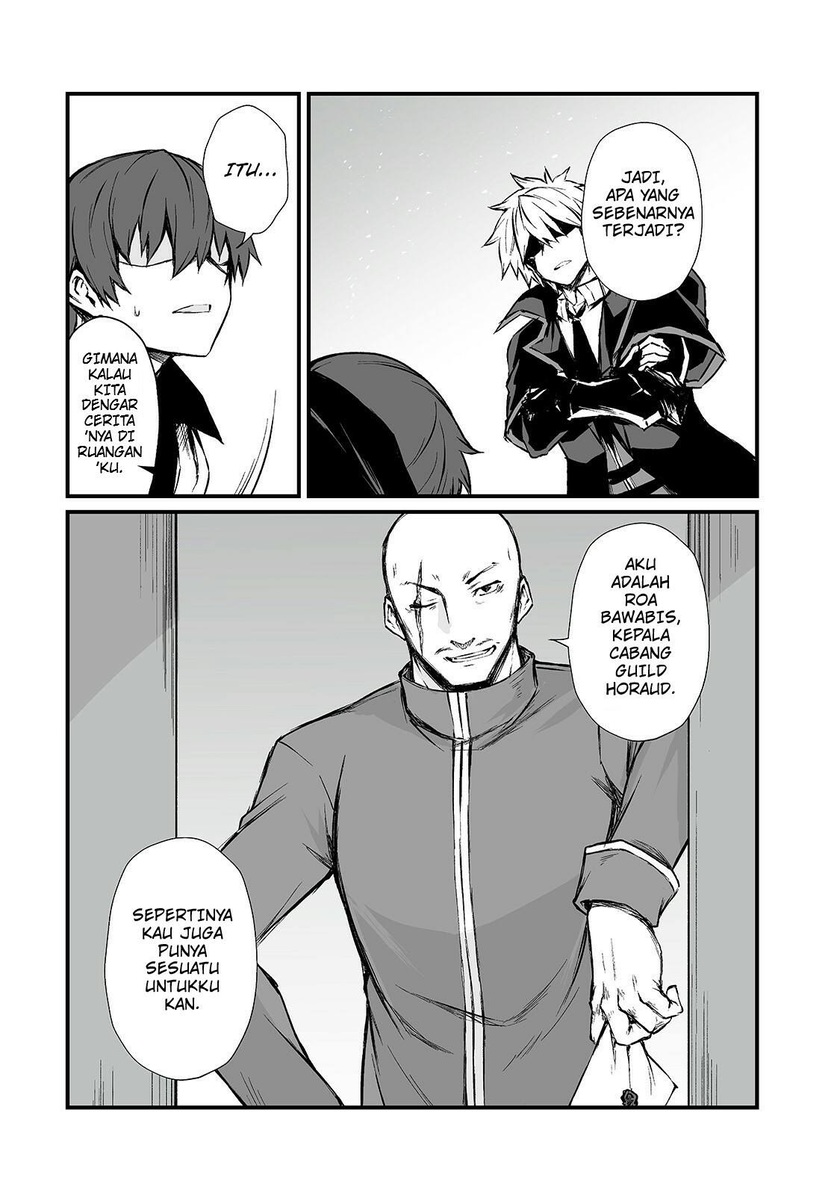 JADI,
APA YANG
SEBENARNYA
TERJADI?
ITU...
GIMANA
KALAU
KITA
DENGAR
CERITA
'NYA DI
RUANGAN
'KU.
AKU
ADALAH
ROA
BAWABIS,
KEPALA
CABANG
GUILD
HORAUD.
SEPERTINYA
KAU JUGA
PUNYA
SESUATU
UNTUKKU
KAN.